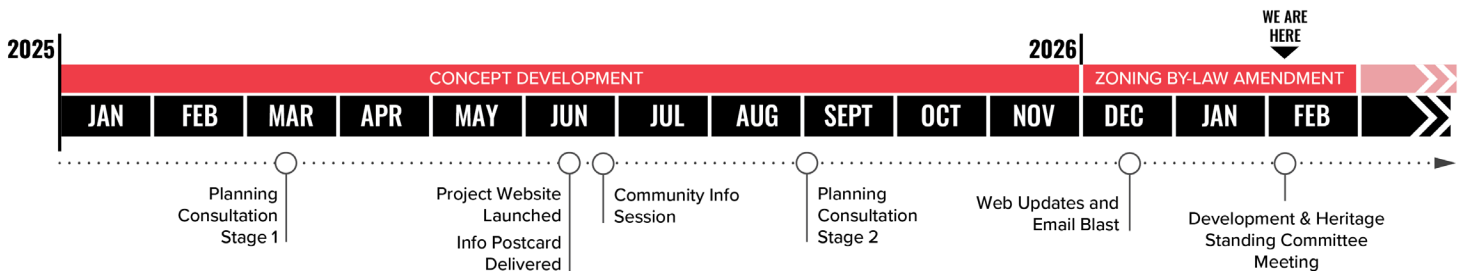 WE ARE
HERE
2025
2026
CONCEPT DEVELOPMENT
ZONING BY-LAW AMENDMENT
JAN FEB MAR APR MAY JUN JUL AUG SEPT OCT NOV DEC JAN FEB
Planning
Consultation
Stage 1
Project Website
Launched
Info Postcard
Delivered
Community Info
Session
Planning
Consultation
Stage 2
Web Updates and
Email Blast
Development & Heritage
Standing Committee
Meeting